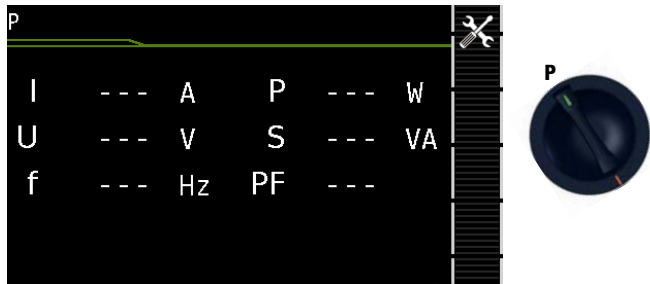 P
I --- A P --- W
U --- V S --- VA
f --- Hz PF ---
P